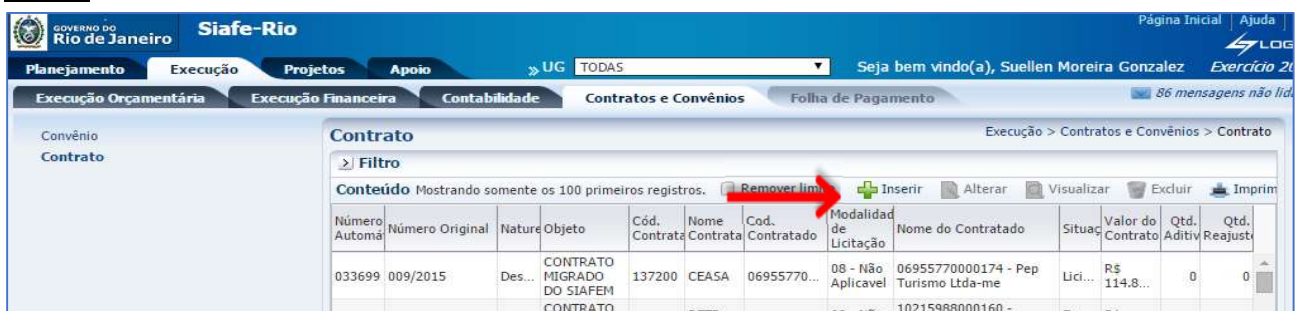 GOVERNO DO
Rio de Janeiro
Siafe-Rio
Página Inicial | Ajuda
LOG
Planejamento Execução Projetos Apoio
UG TODAS
Seja bem vindo(a), Suellen Moreira Gonzalez
Exercício
Execução Orçamentária Execução Financeira Contabilidade Contratos e Convênios Folha de Pagamento
86 mensagens não
Convênio
Contrato
Contrato
Execução > Contratos e Convênios > Contrato
Filtro
Conteúdo Mostrando somente os 100 primeiros registros.
Remover
Inserir Alterar Visualizar Excluir Imprim
Número Automá
Número Original
Nature
Objeto
Cód. Contrata
Nome Contrata
Cod. Contratado
Modalidad de Licitação
Nome do Contratado
Situaç
Valor do Contrato
Qtd. Aditiv
Qtd. Reajust
033699 009/2015 Des... CONTRATO MIGRADO DO SIAFEM 137200 CEASA 06955770... 08 - Não Aplicavel 06955770000174 - Pep Turismo Ltda-me Lici... R$ 114.8... 0 0
CONTRATO
10215988000160 -